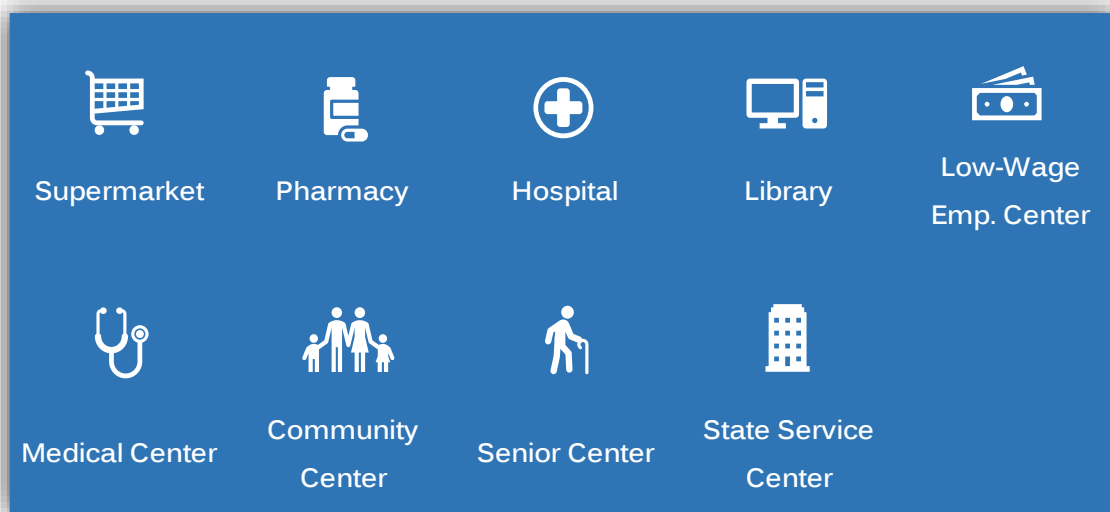 Supermarket
Pharmacy
Hospital
Library
Low-Wage
Emp. Center
Medical Center
Community
Center
Senior Center
State Service
Center